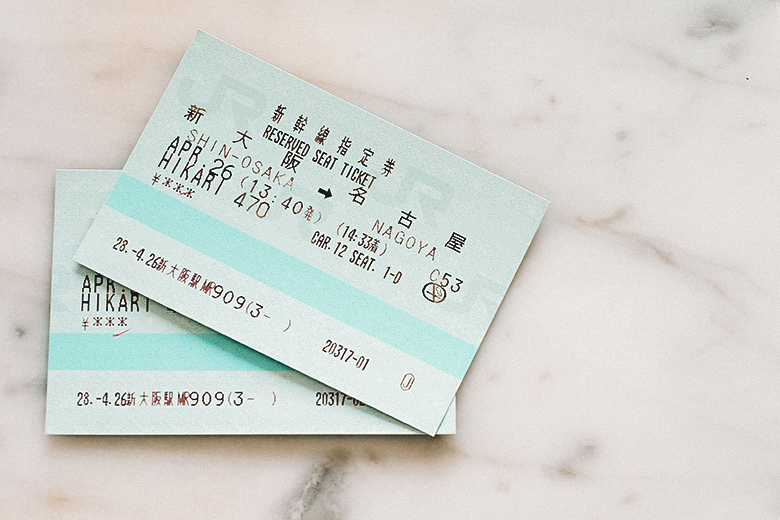 新幹線指定券
RESERVED SEAT TICKET
新大阪 ➡ 名古屋
SHIN-OSAKA NAGOYA
APR.26 (13:40発) (14:33着) C53
HIKARI 470 CAR.12 SEAT. 1-D
¥***
28.-4.26新大阪駅MR909(3- )
20317-01
APR.
HIKARI
¥***
28.-4.26新大阪駅MR909(3- ) 20317-